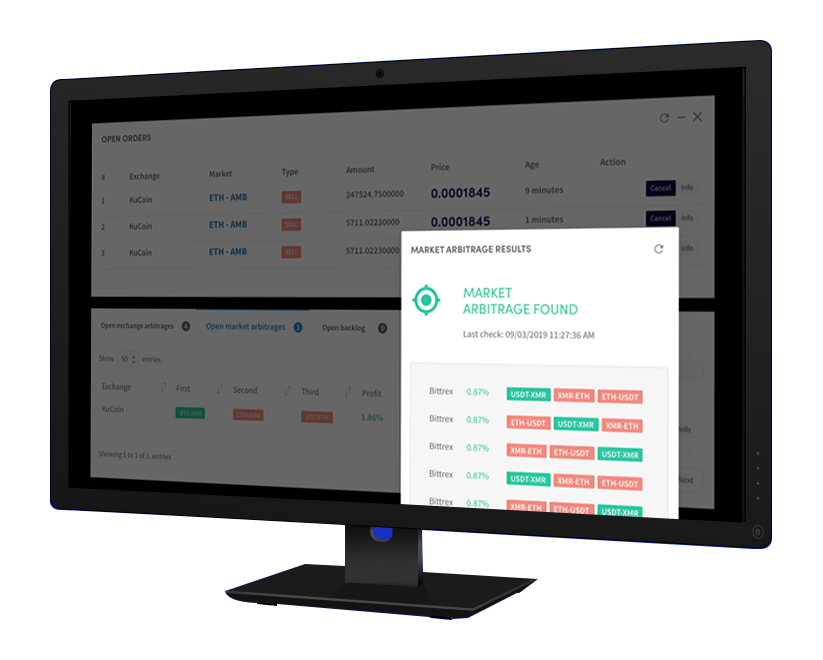 OPEN ORDERS
# Exchange Market Type Amount Price Age Action
1 KuCoin ETH - AMB SELL 247524.7500000 0.0001845 9 minutes Cancel Info
2 KuCoin ETH - AMB SELL 5711.02230000 0.0001845 1 minutes Cancel Info
3 KuCoin ETH - AMB SELL 5711.02230000 Info
Open exchange arbitrages 4 Open market arbitrages 1 Open backlog 0
Show 50 entries
Exchange First Second Third Profit
KuCoin BTC-AMB ETH-AMB BTC-ETH 1.86%
Showing 1 to 1 of 1. entries
Info
Next
MARKET ARBITRAGE RESULTS
MARKET
ARBITRAGE FOUND
Last check: 09/03/2019 11:27:36 AM
Bittrex 0.87% USDT-XMR XMR-ETH ETH-USDT
Bittrex 0.87% ETH-USDT USDT-XMR XMR-ETH
Bittrex 0.87% XMR-ETH ETH-USDT USDT-XMR
Bittrex 0.87% USDT-XMR XMR-ETH ETH-USDT
Bittrex 0.87% XMR-ETH ETH-USDT USDT-XMR